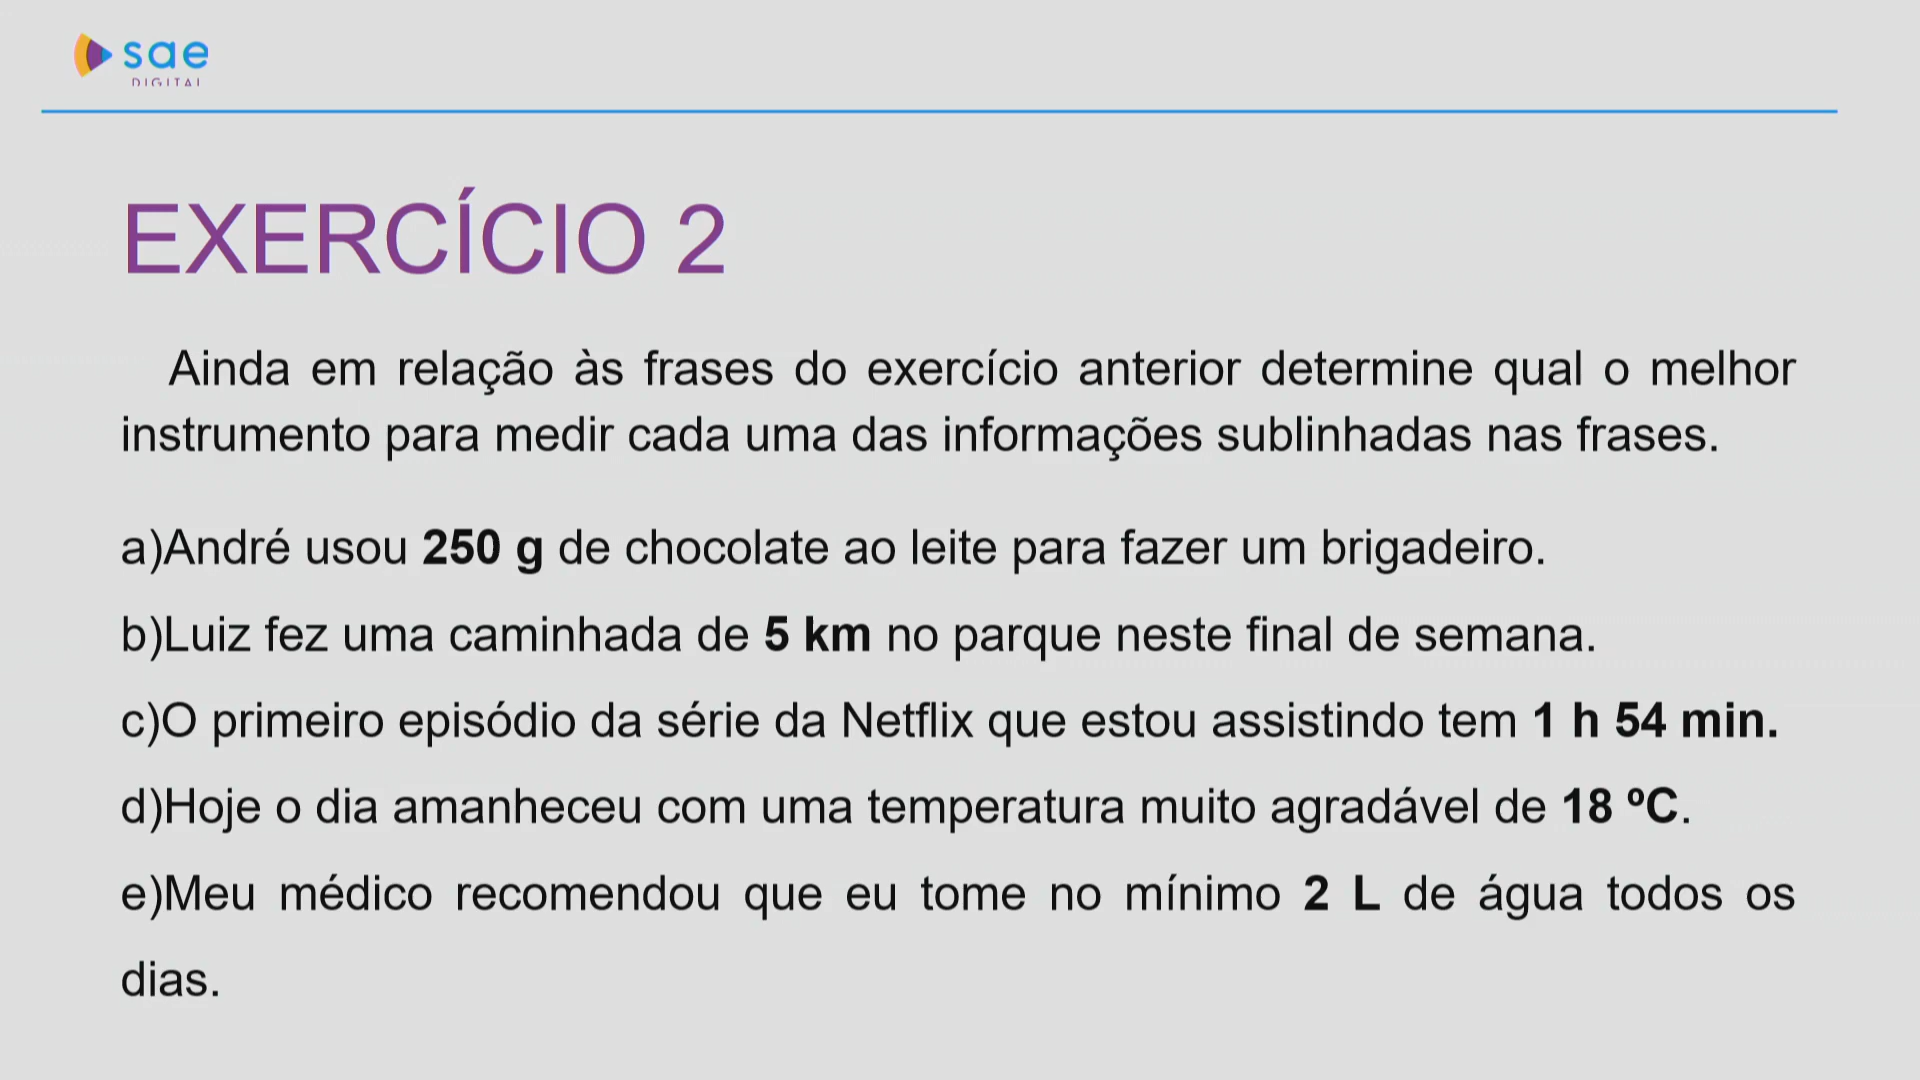 sae
DIGITAL
EXERCÍCIO 2
Ainda em relação às frases do exercício anterior determine qual o melhor
instrumento para medir cada uma das informações sublinhadas nas frases.
a)André usou 250 g de chocolate ao leite para fazer um brigadeiro.
b)Luiz fez uma caminhada de 5 km no parque neste final de semana.
c)O primeiro episódio da série da Netflix que estou assistindo tem 1 h 54 min.
d)Hoje o dia amanheceu com uma temperatura muito agradável de 18 ºC.
e)Meu médico recomendou que eu tome no mínimo 2 L de água todos os
dias.